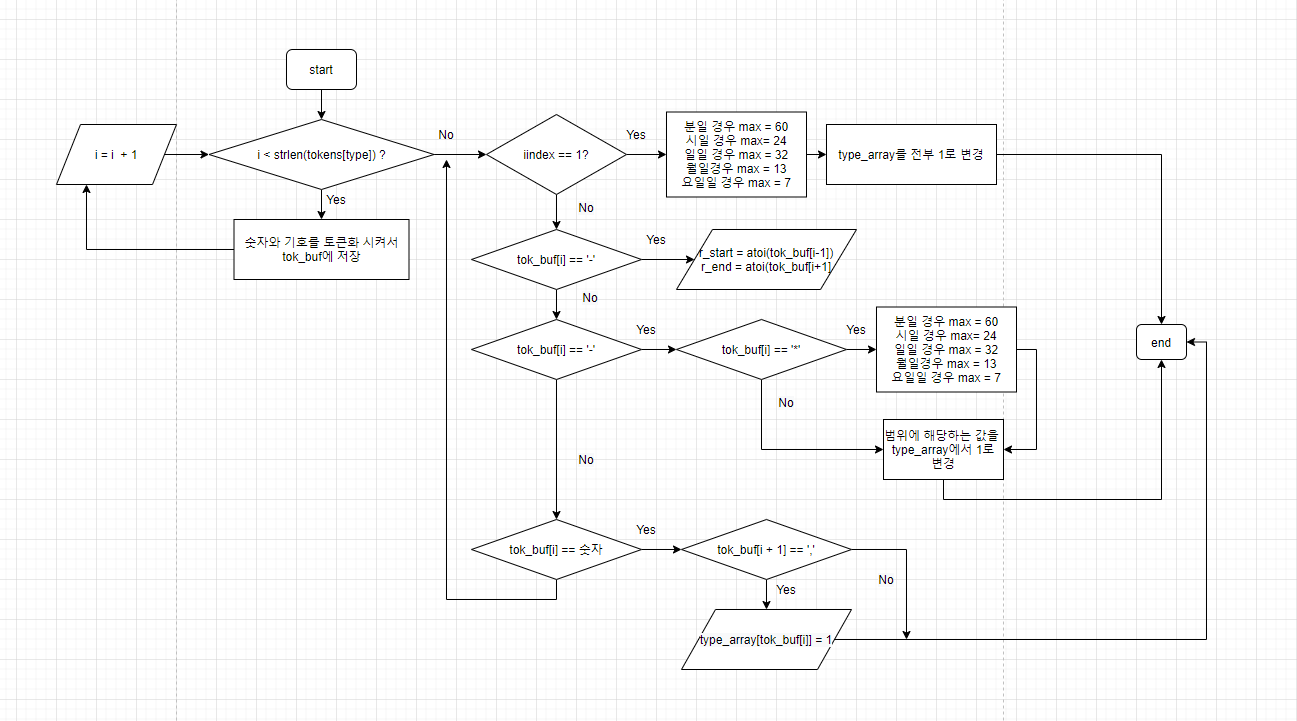 start
i = i + 1
i < strlen(tokens[type]) ?
No
Yes
숫자와 기호를 토큰화 시켜서
tok_buf에 저장
iindex == 1?
Yes
분일 경우 max = 60
시일 경우 max= 24
일일 경우 max = 32
월일경우 max = 13
요일일 경우 max = 7
type_array를 전부 1로 변경
No
tok_buf[i] == '-'
Yes
r_start = atoi(tok_buf[i-1])
r_end = atoi(tok_buf[i+1]
No
tok_buf[i] == '-'
Yes
tok_buf[i] == '*'
Yes
분일 경우 max = 60
시일 경우 max= 24
일일 경우 max = 32
월일경우 max = 13
요일일 경우 max = 7
end
No
범위에 해당하는 값을
type_array에서 1로
변경
No
tok_buf[i] == 숫자
Yes
tok_buf[i + 1] == ','
No
Yes
type_array[tok_buf[i]] = 1